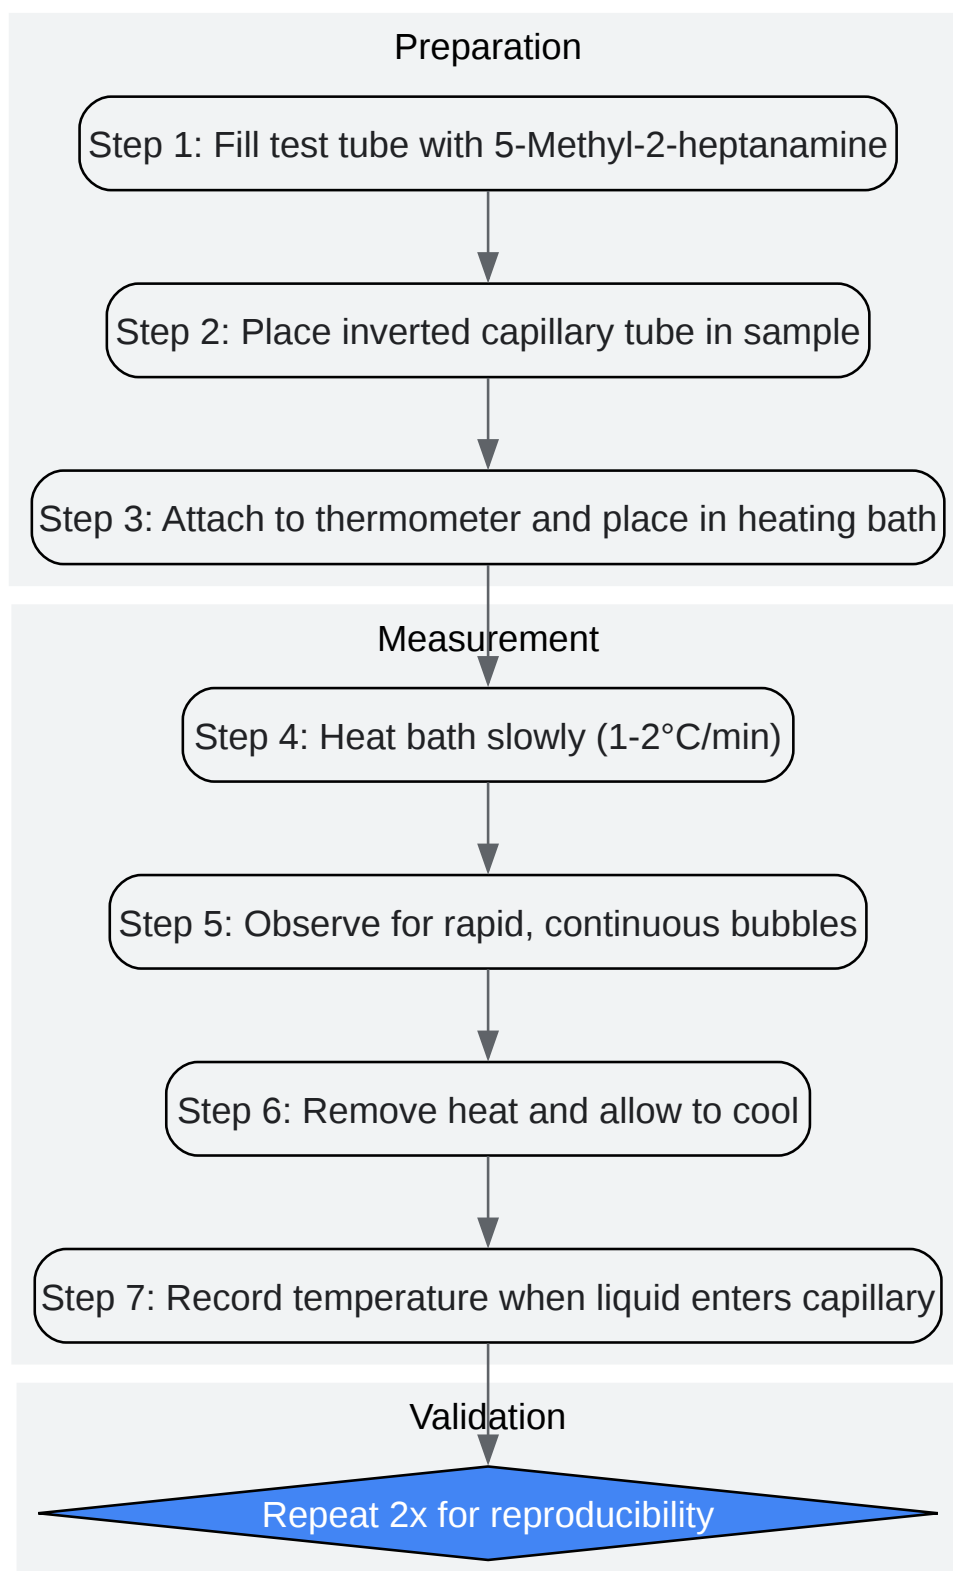 Preparation
Step 1: Fill test tube with 5-Methyl-2-heptanamine
Step 2: Place inverted capillary tube in sample
Step 3: Attach to thermometer and place in heating bath
Measurement
Step 4: Heat bath slowly (1-2°C/min)
Step 5: Observe for rapid, continuous bubbles
Step 6: Remove heat and allow to cool
Step 7: Record temperature when liquid enters capillary
Validation
Repeat 2x for reproducibility